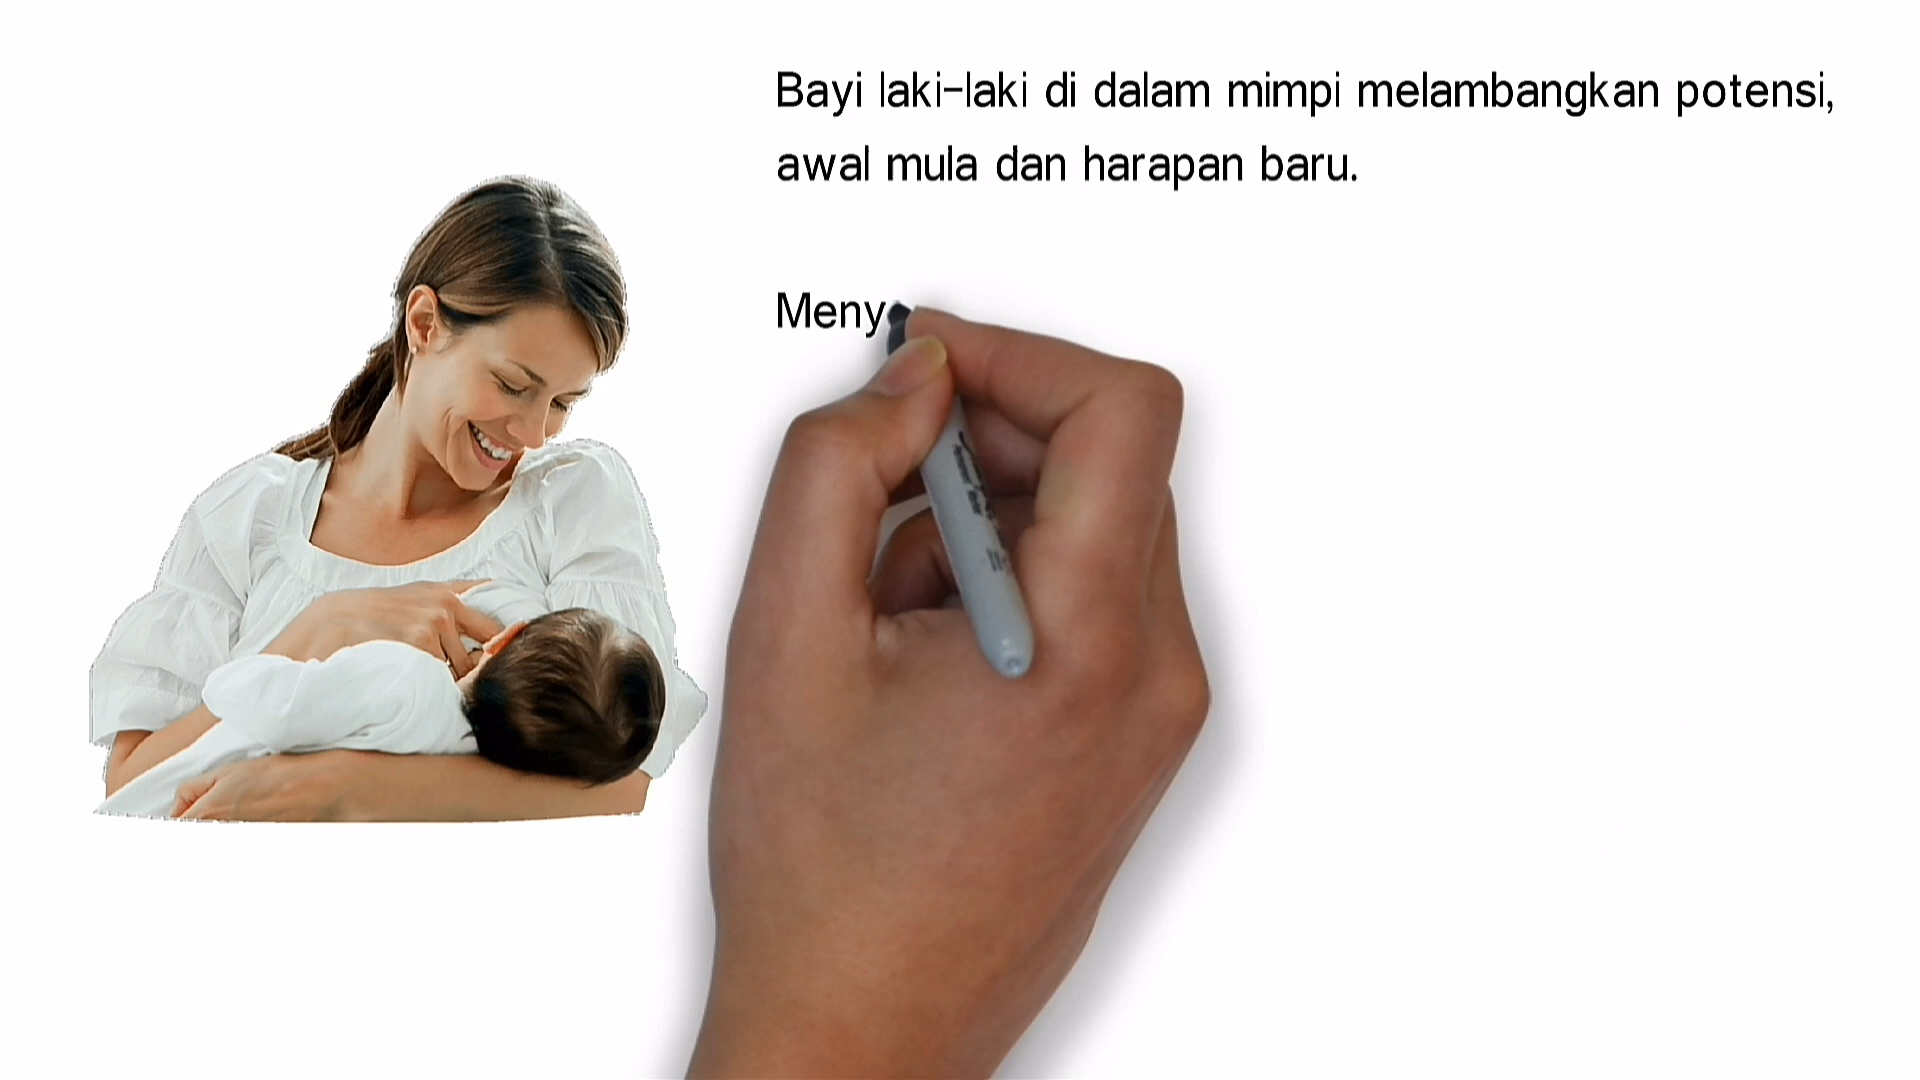 Bayi laki-laki di dalam mimpi melambangkan potensi,
awal mula dan harapan baru.
Meny